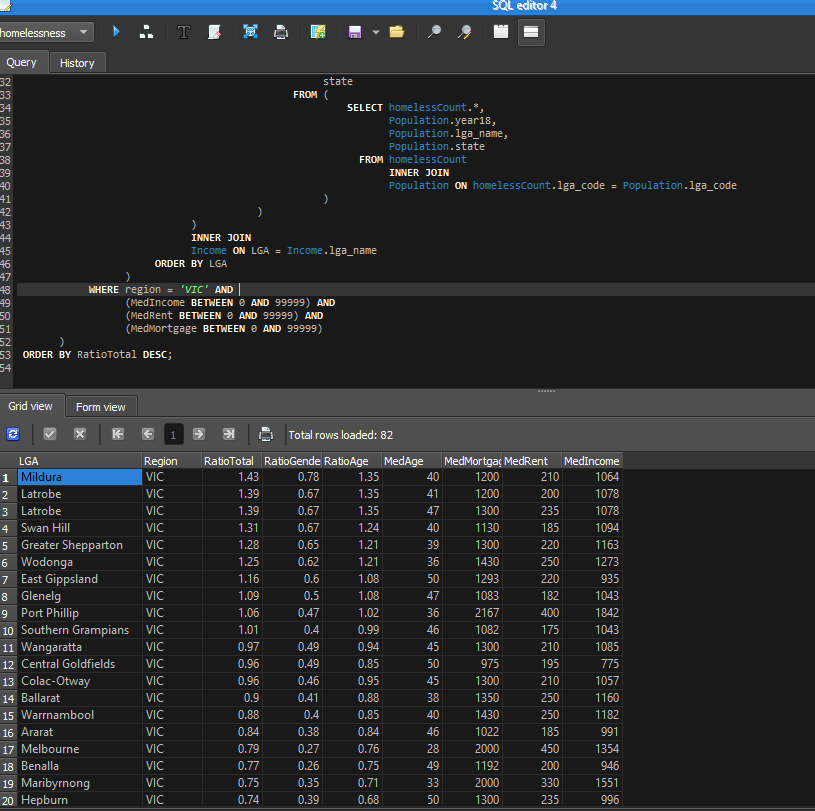 SQL editor 4
homelessness
Query History
32 state
33 FROM (
34 SELECT homelessCount.*,
35 Population.year18,
36 Population.lga_name,
37 Population.state
38 FROM homelessCount
39 INNER JOIN
40 Population ON homelessCount.lga_code = Population.lga_code
41 )
42 )
43 )
44 INNER JOIN
45 Income ON LGA = Income.lga_name
46 ORDER BY LGA
47 )
48 WHERE region = 'VIC' AND
49 (MedIncome BETWEEN 0 AND 99999) AND
50 (MedRent BETWEEN 0 AND 99999) AND
51 (MedMortgage BETWEEN 0 AND 99999)
52 )
53 ORDER BY RatioTotal DESC;
54
Grid view Form view
1 Total rows loaded: 82
LGA Region RatioTotal RatioGende RatioAge MedAge MedMortgag MedRent MedIncome
1 Mildura VIC 1.43 0.78 1.35 40 1200 210 1064
2 Latrobe VIC 1.39 0.67 1.35 41 1200 200 1078
3 Latrobe VIC 1.39 0.67 1.35 47 1300 235 1078
4 Swan Hill VIC 1.31 0.67 1.24 40 1130 185 1094
5 Greater Shepparton VIC 1.28 0.65 1.21 39 1300 220 1163
6 Wodonga VIC 1.25 0.62 1.21 36 1430 250 1273
7 East Gippsland VIC 1.16 0.6 1.08 50 1293 220 935
8 Glenelg VIC 1.09 0.5 1.08 47 1083 182 1043
9 Port Phillip VIC 1.06 0.47 1.02 36 2167 400 1842
10 Southern Grampians VIC 1.01 0.4 0.99 46 1082 175 1043
11 Wangaratta VIC 0.97 0.49 0.94 45 1300 210 1085
12 Central Goldfields VIC 0.96 0.49 0.85 50 975 195 775
13 Colac-Otway VIC 0.96 0.46 0.95 45 1300 210 1057
14 Ballarat VIC 0.9 0.41 0.88 38 1350 250 1160
15 Warrnambool VIC 0.88 0.4 0.85 40 1430 250 1182
16 Ararat VIC 0.84 0.38 0.84 46 1022 185 991
17 Melbourne VIC 0.79 0.27 0.76 28 2000 450 1354
18 Benalla VIC 0.77 0.26 0.75 49 1192 200 946
19 Maribyrnong VIC 0.75 0.35 0.71 33 2000 330 1551
20 Hepburn VIC 0.74 0.39 0.68 50 1300 235 996